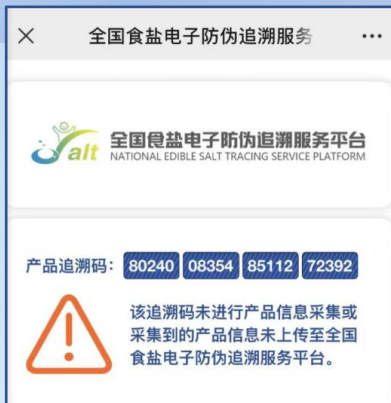 全国食盐电子防伪追溯服务
Salt 全国食盐电子防伪追溯服务平台
NATIONAL EDIBLE SALT TRACING SERVICE PLATFORM
产品追溯码： 80240 08354 85112 72392
该追溯码未进行产品信息采集或
采集到的产品信息未上传至全国
食盐电子防伪追溯服务平台。